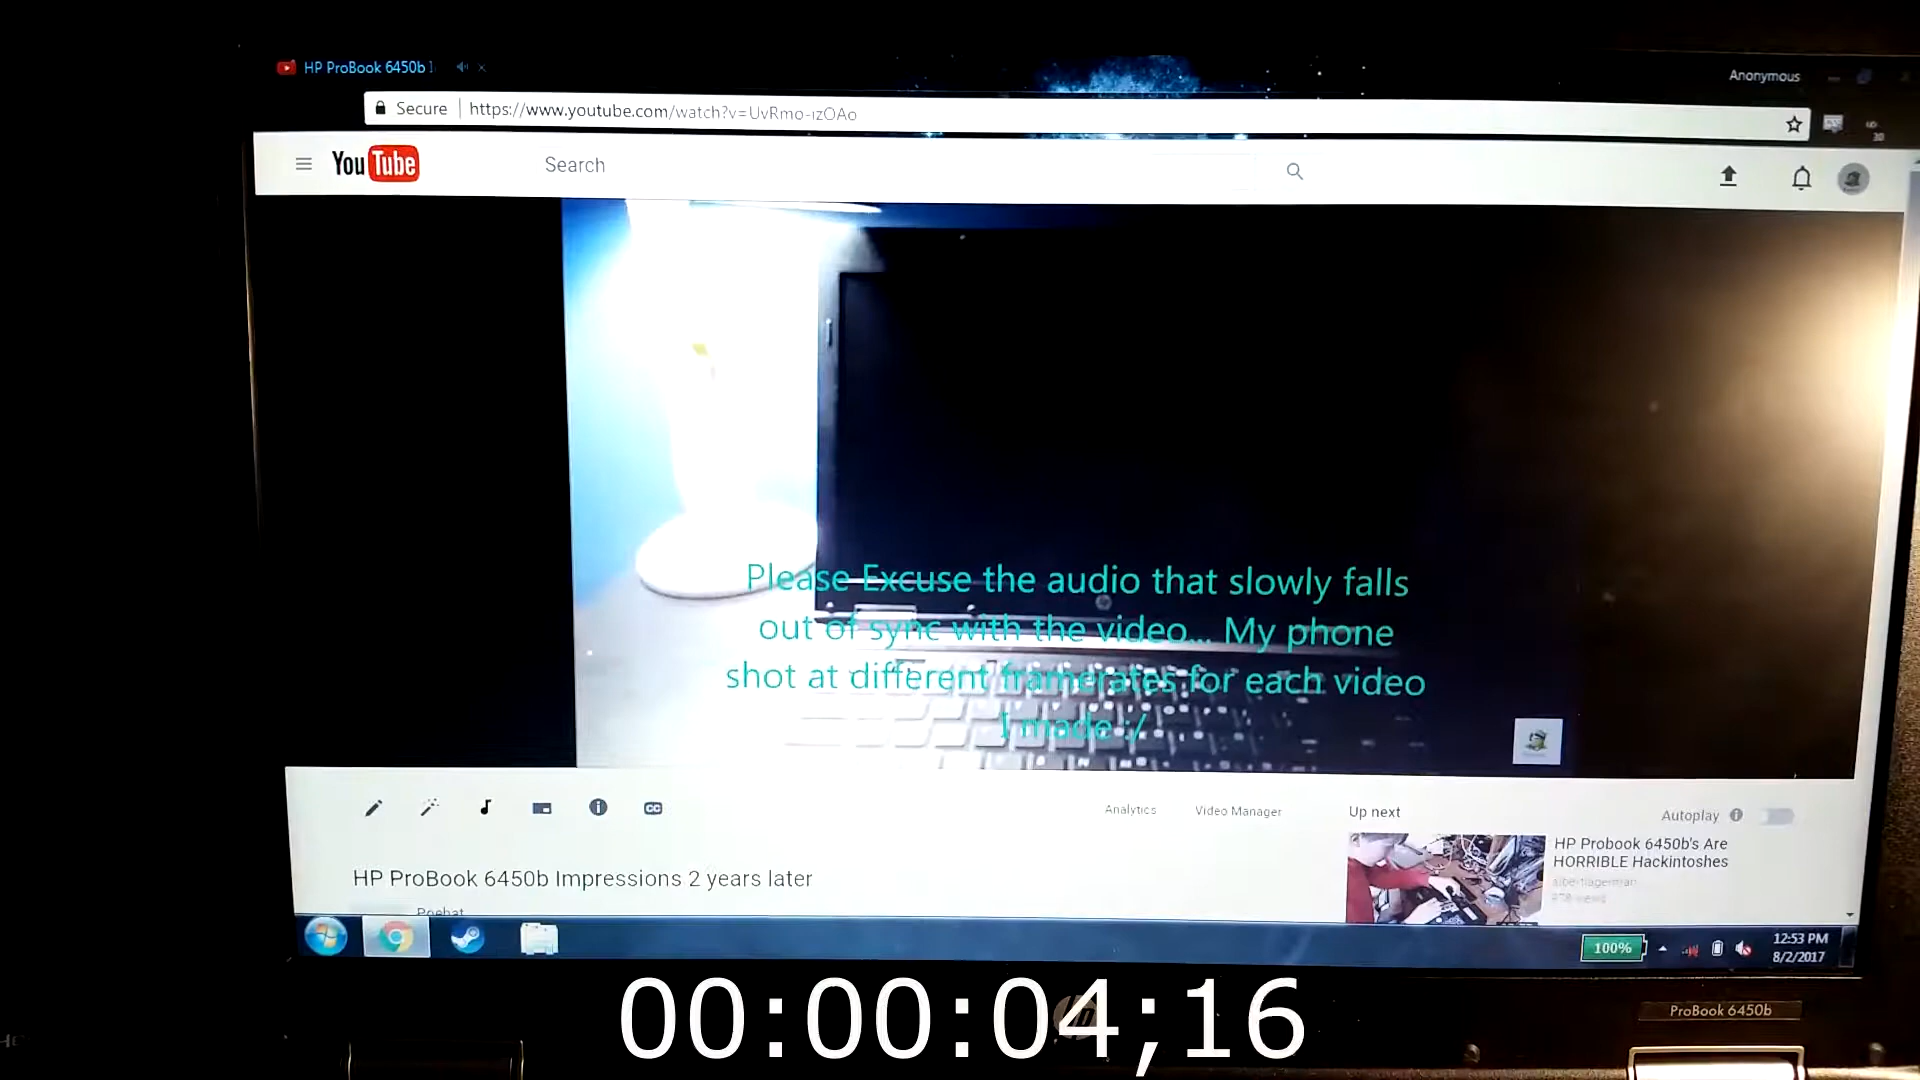 HP ProBook 6450b
Anonymous
Secure
https://www.youtube.com/watch?v=UvRmo-1zOAo
YouTube
Search
Please Excuse the audio that slowly falls
out of sync with the video... My phone
shot at different framerates for each video
I made :/
Analytics
Video Manager
Up next
Autoplay
HP Probook 6450b's Are
HORRIBLE Hackintoshes
HP ProBook 6450b Impressions 2 years later
100%
12:53 PM
8/2/2017
ProBook 6450b
00:00:04;16